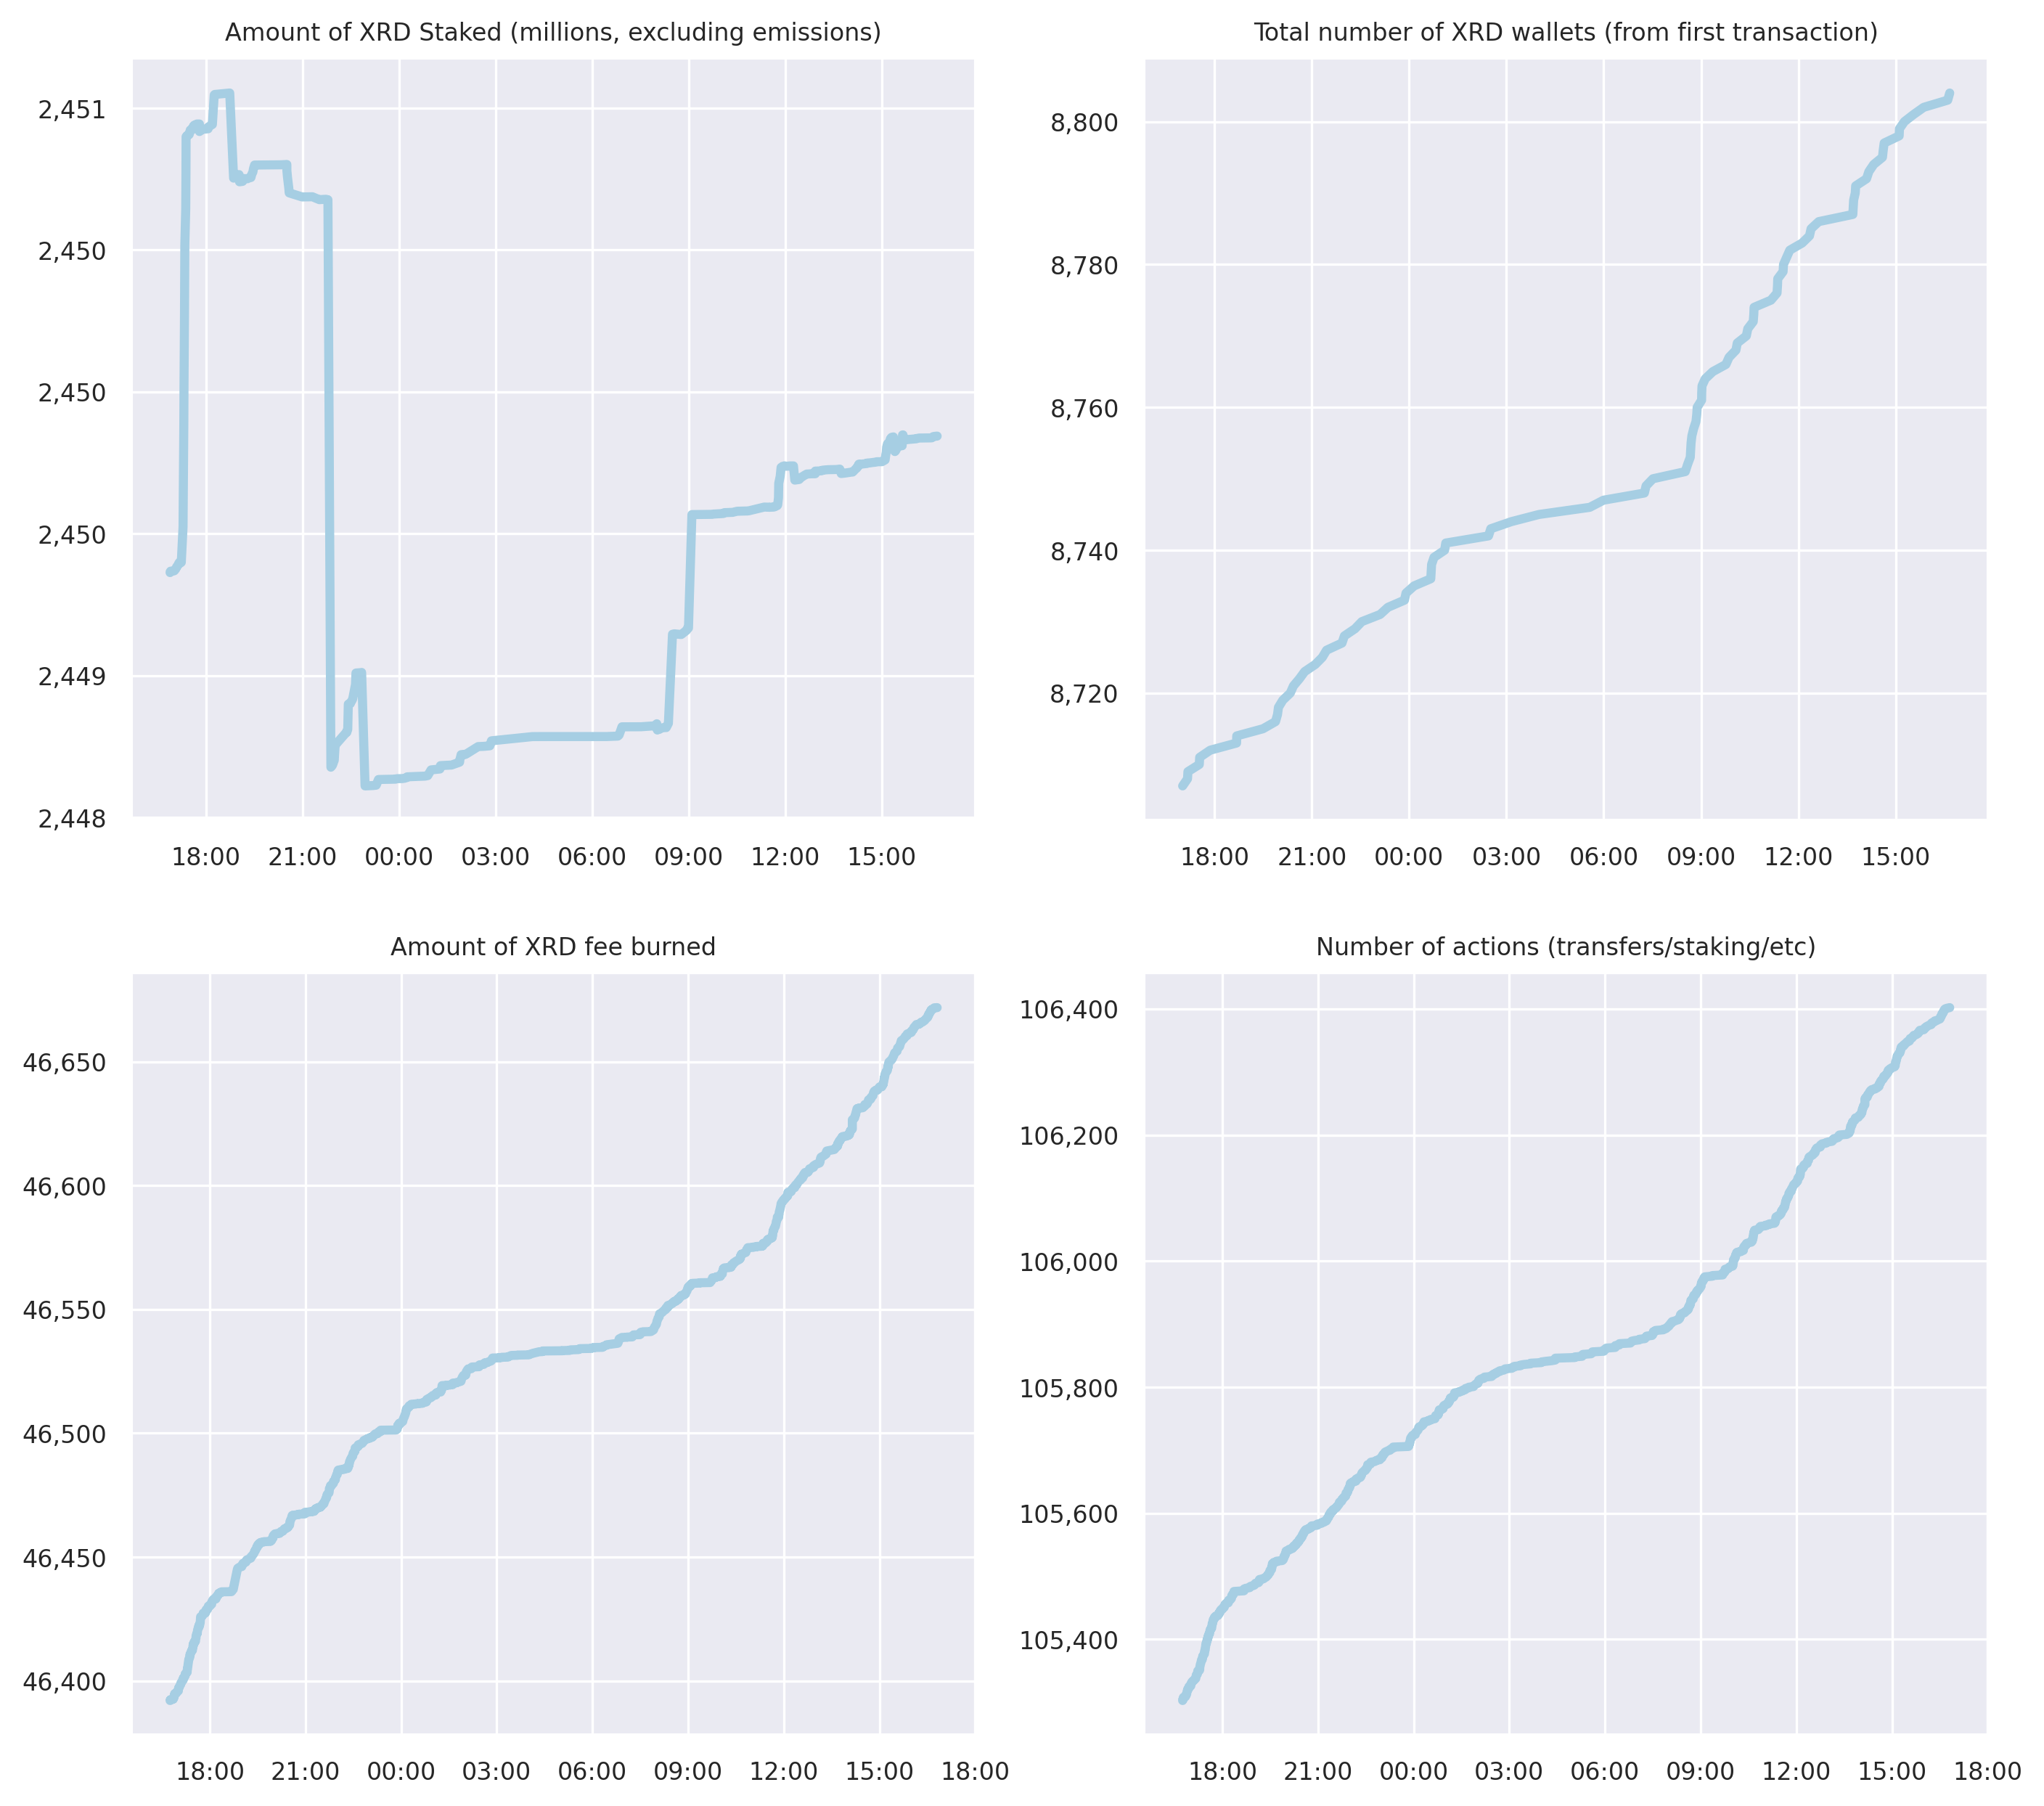 Amount of XRD Staked (millions, excluding emissions)
2,451
2,450
2,450
2,450
2,449
2,448
18:00 21:00 00:00 03:00 06:00 09:00 12:00 15:00
Total number of XRD wallets (from first transaction)
8,800
8,780
8,760
8,740
8,720
18:00 21:00 00:00 03:00 06:00 09:00 12:00 15:00
Amount of XRD fee burned
46,650
46,600
46,550
46,500
46,450
46,400
18:00 21:00 00:00 03:00 06:00 09:00 12:00 15:00 18:00
Number of actions (transfers/staking/etc)
106,400
106,200
106,000
105,800
105,600
105,400
18:00 21:00 00:00 03:00 06:00 09:00 12:00 15:00 18:00